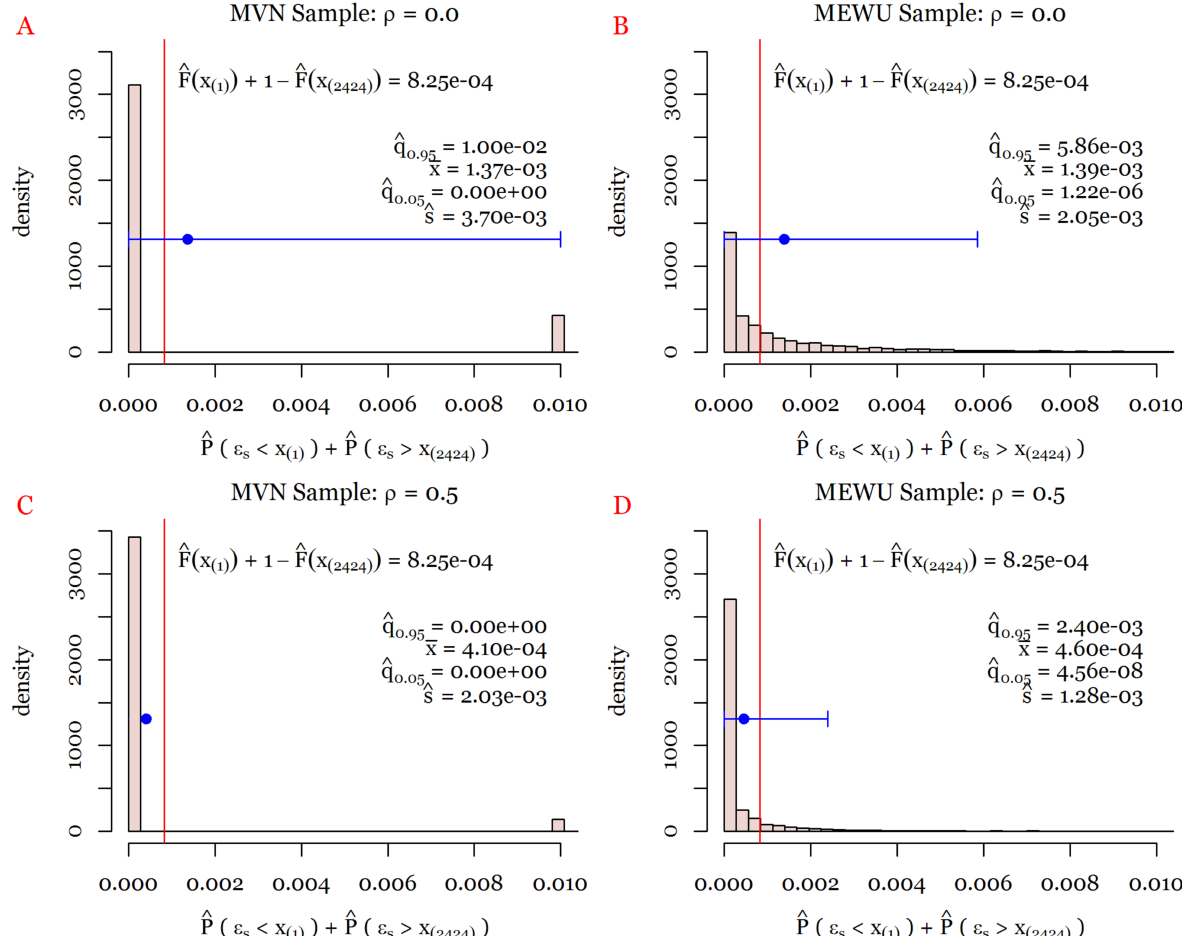 A
MVN Sample: ρ = 0.0
F̂(x₍₁₎) + 1 – F̂(x₍₂₄₂₄₎) = 8.25e-04
q̂₀.₉₅ = 1.00e-02
x̄ = 1.37e-03
q̂₀.₀₅ = 0.00e+00
ŝ = 3.70e-03
density
0 1000 2000 3000
0.000 0.002 0.004 0.006 0.008 0.010
P̂ ( εₛ < x₍₁₎ ) + P̂ ( εₛ > x₍₂₄₂₄₎ )
B
MEWU Sample: ρ = 0.0
F̂(x₍₁₎) + 1 – F̂(x₍₂₄₂₄₎) = 8.25e-04
q̂₀.₉₅ = 5.86e-03
x̄ = 1.39e-03
q̂₀.₀₅ = 1.22e-06
ŝ = 2.05e-03
density
0 1000 2000 3000
0.000 0.002 0.004 0.006 0.008 0.010
P̂ ( εₛ < x₍₁₎ ) + P̂ ( εₛ > x₍₂₄₂₄₎ )
C
MVN Sample: ρ = 0.5
F̂(x₍₁₎) + 1 – F̂(x₍₂₄₂₄₎) = 8.25e-04
q̂₀.₉₅ = 0.00e+00
x̄ = 4.10e-04
q̂₀.₀₅ = 0.00e+00
ŝ = 2.03e-03
density
0 1000 2000 3000
0.000 0.002 0.004 0.006 0.008 0.010
P̂ ( εₛ < x₍₁₎ ) + P̂ ( εₛ > x₍₂₄₂₄₎ )
D
MEWU Sample: ρ = 0.5
F̂(x₍₁₎) + 1 – F̂(x₍₂₄₂₄₎) = 8.25e-04
q̂₀.₉₅ = 2.40e-03
x̄ = 4.60e-04
q̂₀.₀₅ = 4.56e-08
ŝ = 1.28e-03
density
0 1000 2000 3000
0.000 0.002 0.004 0.006 0.008 0.010
P̂ ( εₛ < x₍₁₎ ) + P̂ ( εₛ > x₍₂₄₂₄₎ )